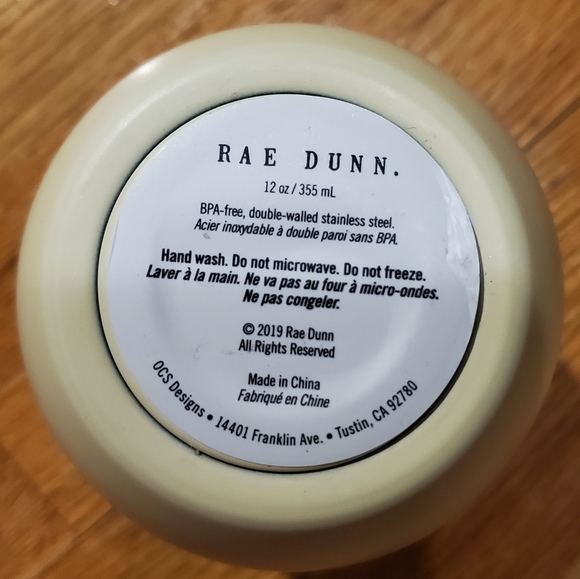 RAE DUNN.
12 oz / 355 mL
BPA-free, double-walled stainless steel.
Acier inoxydable à double paroi sans BPA.
Hand wash. Do not microwave. Do not freeze.
Laver à la main. Ne va pas au four à micro-ondes.
Ne pas congeler.
© 2019 Rae Dunn
All Rights Reserved
Made in China
Fabriqué en Chine
OCS Designs • 14401 Franklin Ave. • Tustin, CA 92780